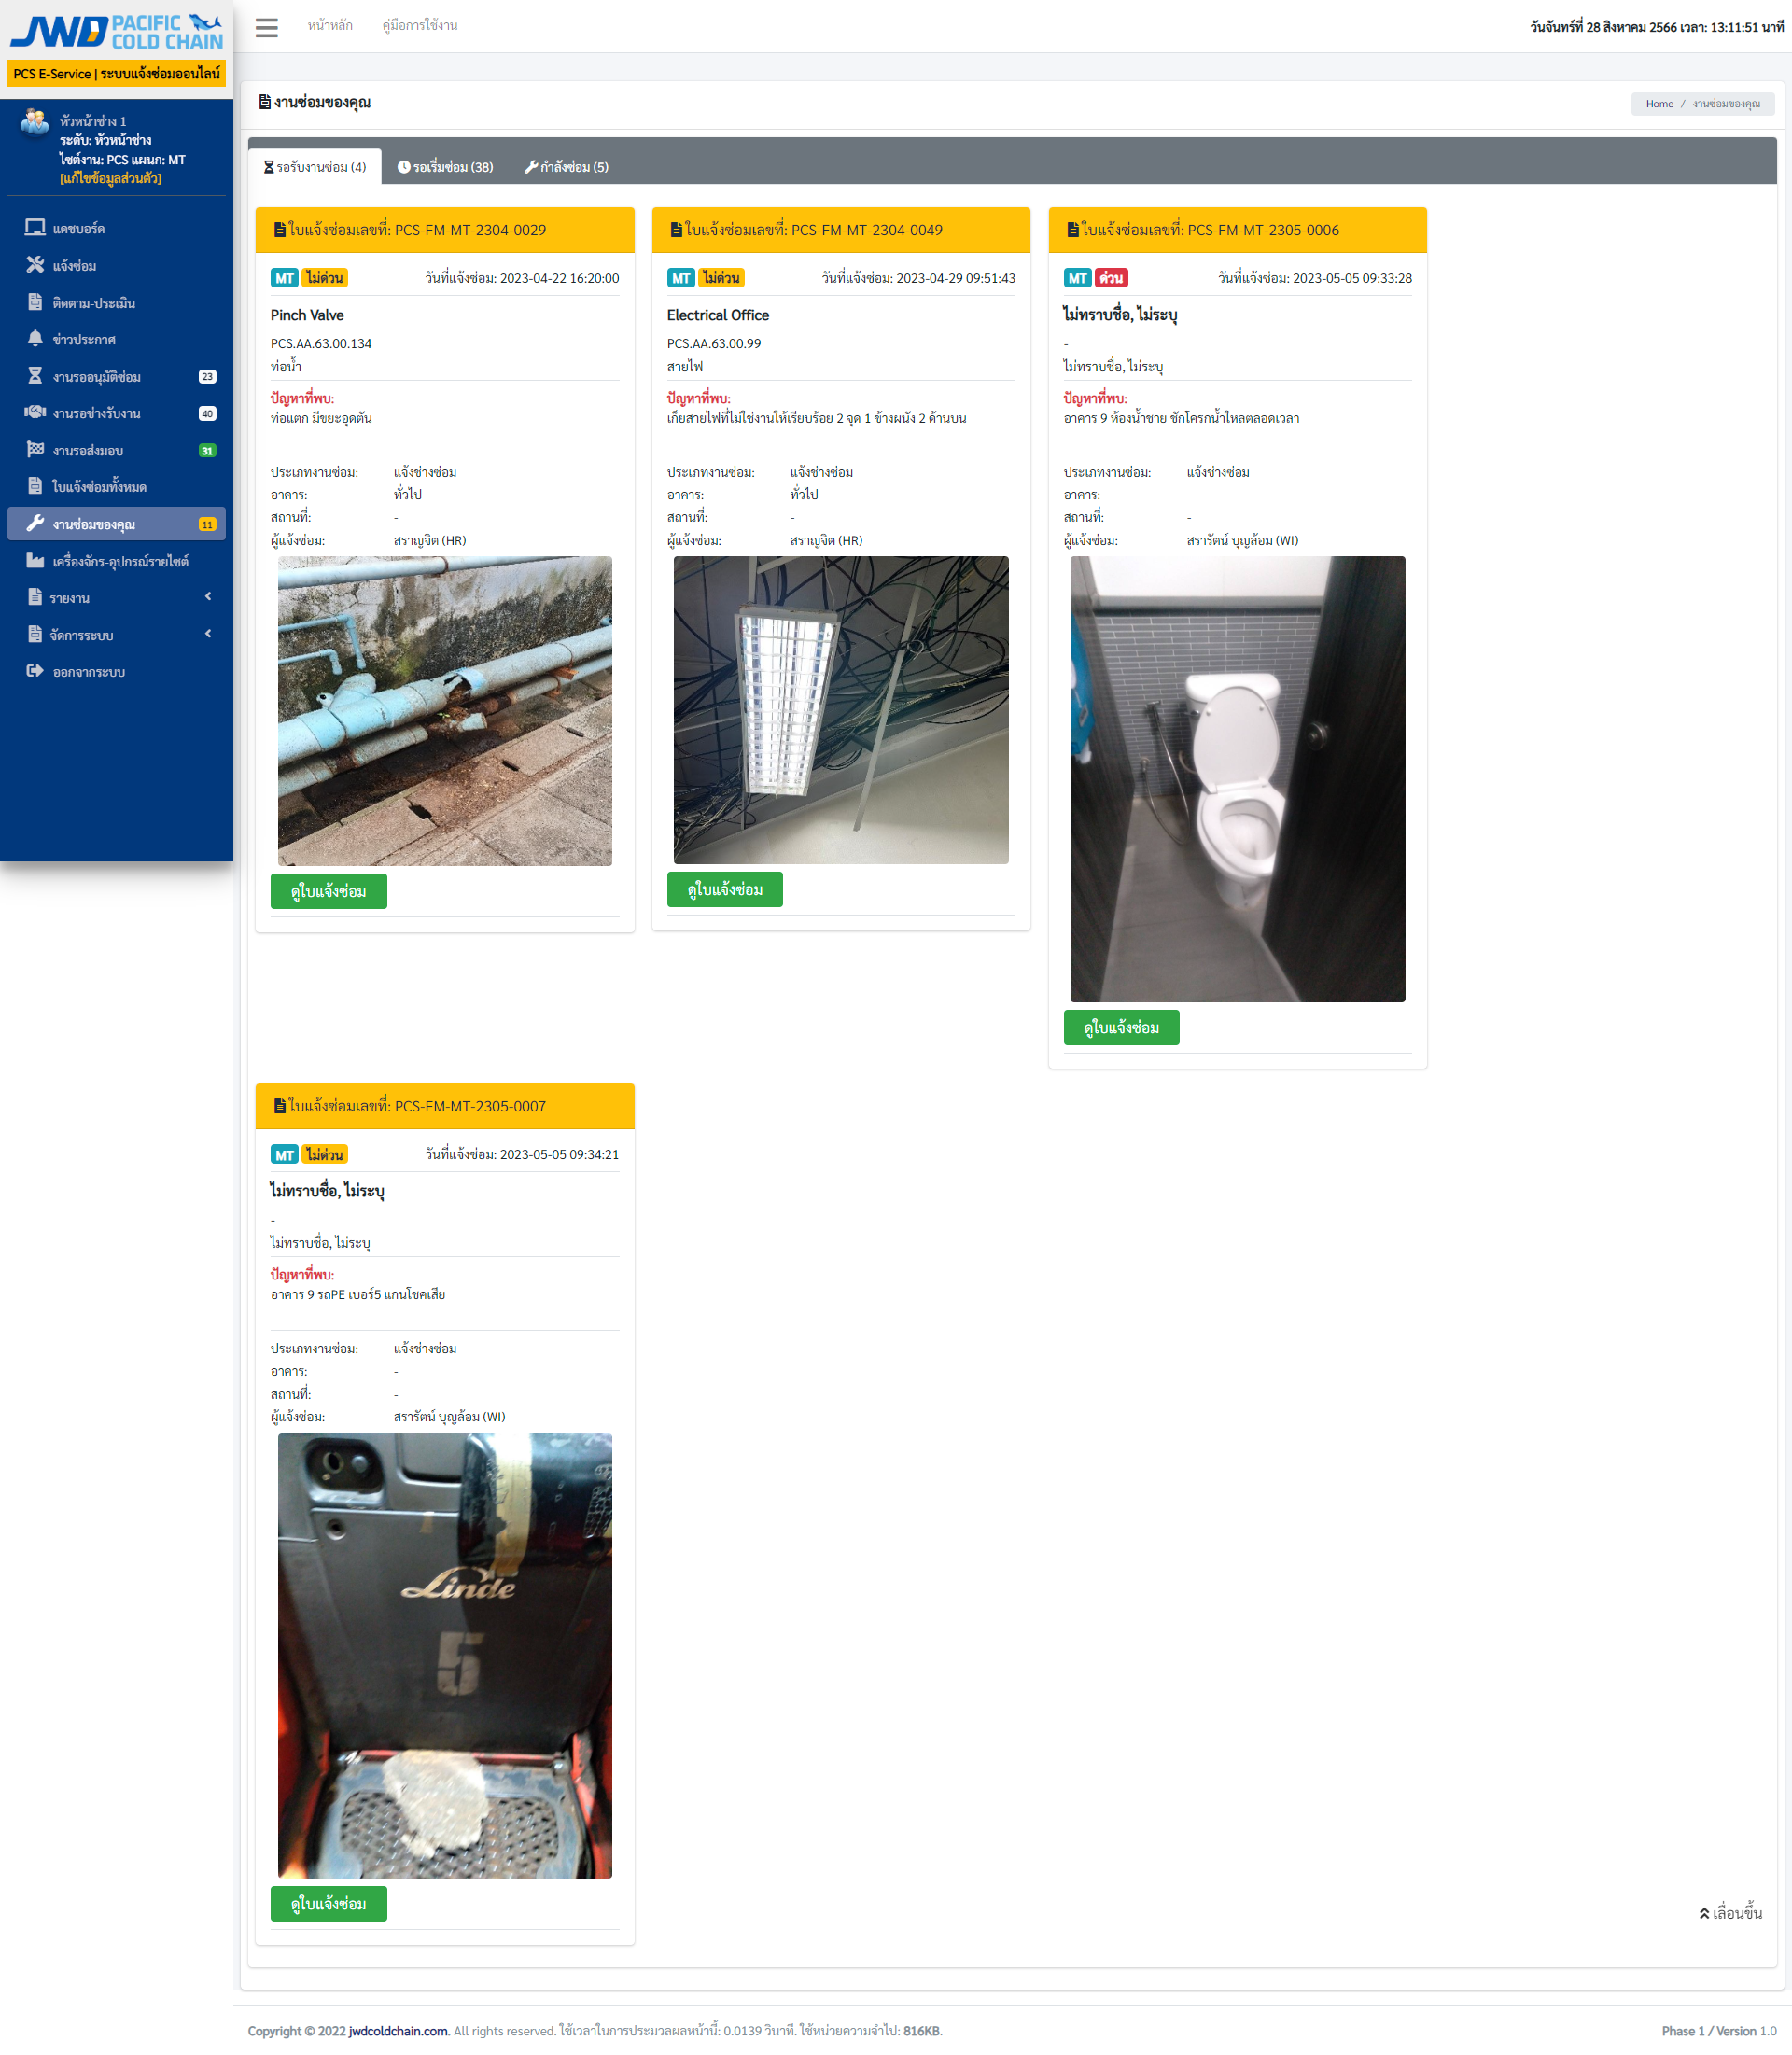 JWD PACIFIC COLD CHAIN
PCS E-Service | ระบบแจ้งซ่อมออนไลน์
หัวหน้าช่าง 1
ระดับ: หัวหน้าช่าง
ไซต์งาน: PCS แผนก: MT
[แก้ไขข้อมูลส่วนตัว]
แดชบอร์ด
แจ้งซ่อม
ติดตาม-ประเมิน
ข่าวประกาศ
งานรออนุมัติซ่อม 23
งานรอช่างรับงาน 40
งานรอส่งมอบ 31
ใบแจ้งซ่อมทั้งหมด
งานซ่อมของคุณ 11
เครื่องจักร-อุปกรณ์รายไซต์
รายงาน
จัดการระบบ
ออกจากระบบ
หน้าหลัก คู่มือการใช้งาน
วันจันทร์ที่ 28 สิงหาคม 2566 เวลา: 13:11:51 นาที
งานซ่อมของคุณ
Home / งานซ่อมของคุณ
รอรับงานซ่อม (4) รอเริ่มซ่อม (38) กำลังซ่อม (5)
ใบแจ้งซ่อมเลขที่: PCS-FM-MT-2304-0029
MT ไม่ด่วน วันที่แจ้งซ่อม: 2023-04-22 16:20:00
Pinch Valve
PCS.AA.63.00.134
ท่อน้ำ
ปัญหาที่พบ:
ท่อแตก มีขยะอุดตัน
ประเภทงานซ่อม: แจ้งช่างซ่อม
อาคาร: ทั่วไป
สถานที่: -
ผู้แจ้งซ่อม: สราญจิต (HR)
ดูใบแจ้งซ่อม
ใบแจ้งซ่อมเลขที่: PCS-FM-MT-2304-0049
MT ไม่ด่วน วันที่แจ้งซ่อม: 2023-04-29 09:51:43
Electrical Office
PCS.AA.63.00.99
สายไฟ
ปัญหาที่พบ:
เก็ยสายไฟที่ไม่ใช่งานให้เรียบร้อย 2 จุด 1 ข้างผนัง 2 ด้านบน
ประเภทงานซ่อม: แจ้งช่างซ่อม
อาคาร: ทั่วไป
สถานที่: -
ผู้แจ้งซ่อม: สราญจิต (HR)
ดูใบแจ้งซ่อม
ใบแจ้งซ่อมเลขที่: PCS-FM-MT-2305-0006
MT ด่วน วันที่แจ้งซ่อม: 2023-05-05 09:33:28
ไม่ทราบชื่อ, ไม่ระบุ
-
ไม่ทราบชื่อ, ไม่ระบุ
ปัญหาที่พบ:
อาคาร 9 ห้องน้ำชาย ชักโครกน้ำใหลตลอดเวลา
ประเภทงานซ่อม: แจ้งช่างซ่อม
อาคาร: -
สถานที่: -
ผู้แจ้งซ่อม: สรารัตน์ บุญล้อม (WI)
ดูใบแจ้งซ่อม
ใบแจ้งซ่อมเลขที่: PCS-FM-MT-2305-0007
MT ไม่ด่วน วันที่แจ้งซ่อม: 2023-05-05 09:34:21
ไม่ทราบชื่อ, ไม่ระบุ
-
ไม่ทราบชื่อ, ไม่ระบุ
ปัญหาที่พบ:
อาคาร 9 รถPE เบอร์5 แกนโชคเสีย
ประเภทงานซ่อม: แจ้งช่างซ่อม
อาคาร: -
สถานที่: -
ผู้แจ้งซ่อม: สรารัตน์ บุญล้อม (WI)
Linde
5
ดูใบแจ้งซ่อม
เลื่อนขึ้น
Copyright © 2022 jwdcoldchain.com. All rights reserved. ใช้เวลาในการประมวลผลหน้านี้: 0.0139 วินาที. ใช้หน่วยความจำไป: 816KB.
Phase 1 / Version 1.0